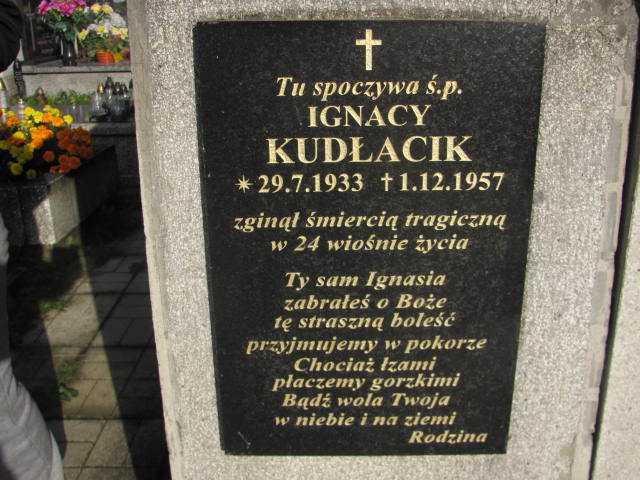 Tu spoczywa ś.p.
IGNACY
KUDŁACIK
✴ 29.7.1933 ✝ 1.12.1957
zginął śmiercią tragiczną
w 24 wiośnie życia
Ty sam Ignasia
zabrałeś o Boże
tę straszną boleść
przyjmujemy w pokorze
Chociaż łzami
płaczemy gorzkimi
Bądź wola Twoja
w niebie i na ziemi
Rodzina